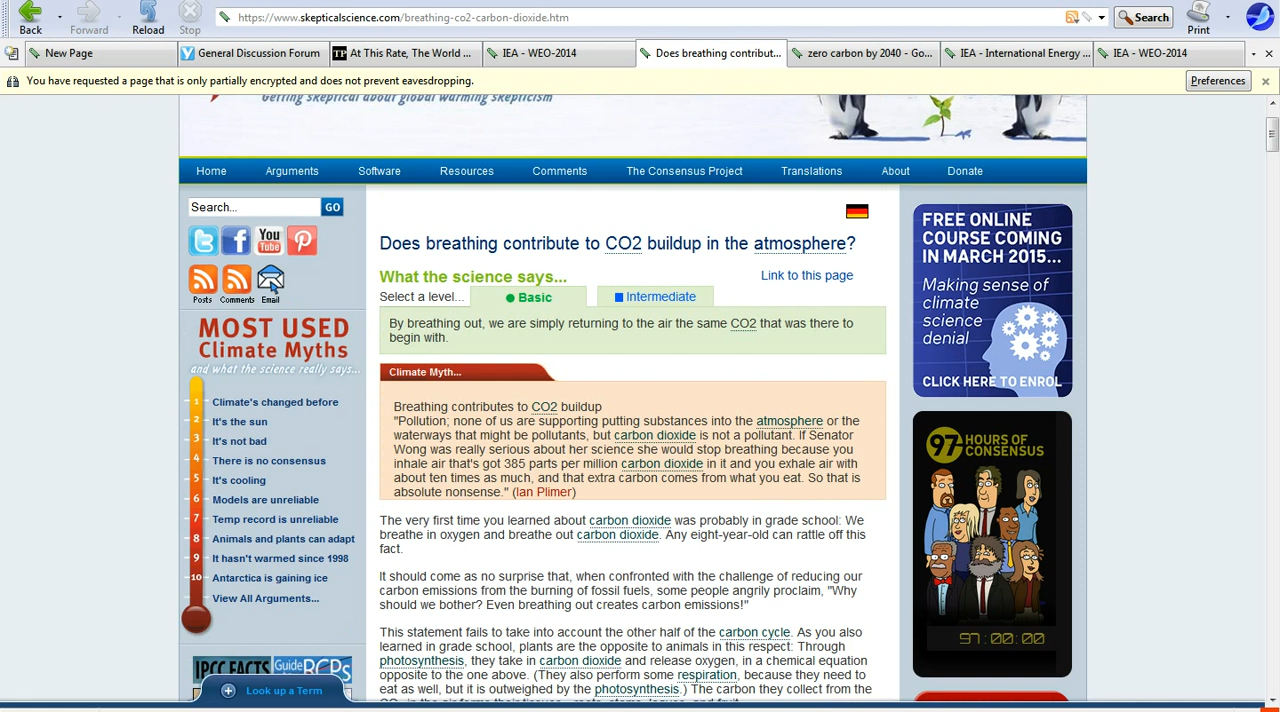 Back
Forward
Reload
Stop
https://www.skepticalscience.com/breathing-co2-carbon-dioxide.htm
Search
Print
New Page
General Discussion Forum
TP At This Rate, The World ...
IEA - WEO-2014
Does breathing contribut...
zero carbon by 2040 - Go...
IEA - International Energy ...
IEA - WEO-2014
You have requested a page that is only partially encrypted and does not prevent eavesdropping.
Preferences
Getting skeptical about global warming skepticism
Home
Arguments
Software
Resources
Comments
The Consensus Project
Translations
About
Donate
Search...
GO
You
Tube
Posts
Comments
Email
MOST USED
Climate Myths
and what the science really says...
1 Climate's changed before
2 It's the sun
3 It's not bad
4 There is no consensus
5 It's cooling
6 Models are unreliable
7 Temp record is unreliable
8 Animals and plants can adapt
9 It hasn't warmed since 1998
10 Antarctica is gaining ice
View All Arguments...
IPCC FACTS
Guide
RCPs
Look up a Term
Does breathing contribute to CO2 buildup in the atmosphere?
What the science says...
Link to this page
Select a level...
Basic
Intermediate
By breathing out, we are simply returning to the air the same CO2 that was there to
begin with.
Climate Myth...
Breathing contributes to CO2 buildup
"Pollution; none of us are supporting putting substances into the atmosphere or the
waterways that might be pollutants, but carbon dioxide is not a pollutant. If Senator
Wong was really serious about her science she would stop breathing because you
inhale air that's got 385 parts per million carbon dioxide in it and you exhale air with
about ten times as much, and that extra carbon comes from what you eat. So that is
absolute nonsense." (Ian Plimer)
The very first time you learned about carbon dioxide was probably in grade school: We
breathe in oxygen and breathe out carbon dioxide. Any eight-year-old can rattle off this
fact.
It should come as no surprise that, when confronted with the challenge of reducing our
carbon emissions from the burning of fossil fuels, some people angrily proclaim, "Why
should we bother? Even breathing out creates carbon emissions!"
This statement fails to take into account the other half of the carbon cycle. As you also
learned in grade school, plants are the opposite to animals in this respect: Through
photosynthesis, they take in carbon dioxide and release oxygen, in a chemical equation
opposite to the one above. (They also perform some respiration, because they need to
eat as well, but it is outweighed by the photosynthesis.) The carbon they collect from the
FREE ONLINE
COURSE COMING
IN MARCH 2015...
Making sense of
climate
science
denial
CLICK HERE TO ENROL
97 HOURS OF
CONSENSUS
97:00:00